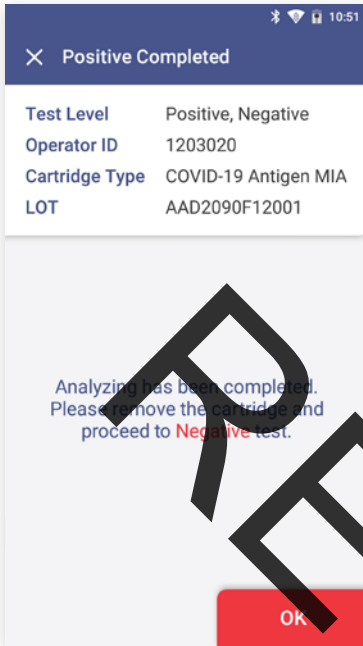 10:51
Positive Completed
Test Level Positive, Negative
Operator ID 1203020
Cartridge Type COVID-19 Antigen MIA
LOT AAD2090F12001
Analyzing has been completed.
Please remove the cartridge and
proceed to Negative test.
OK
RE